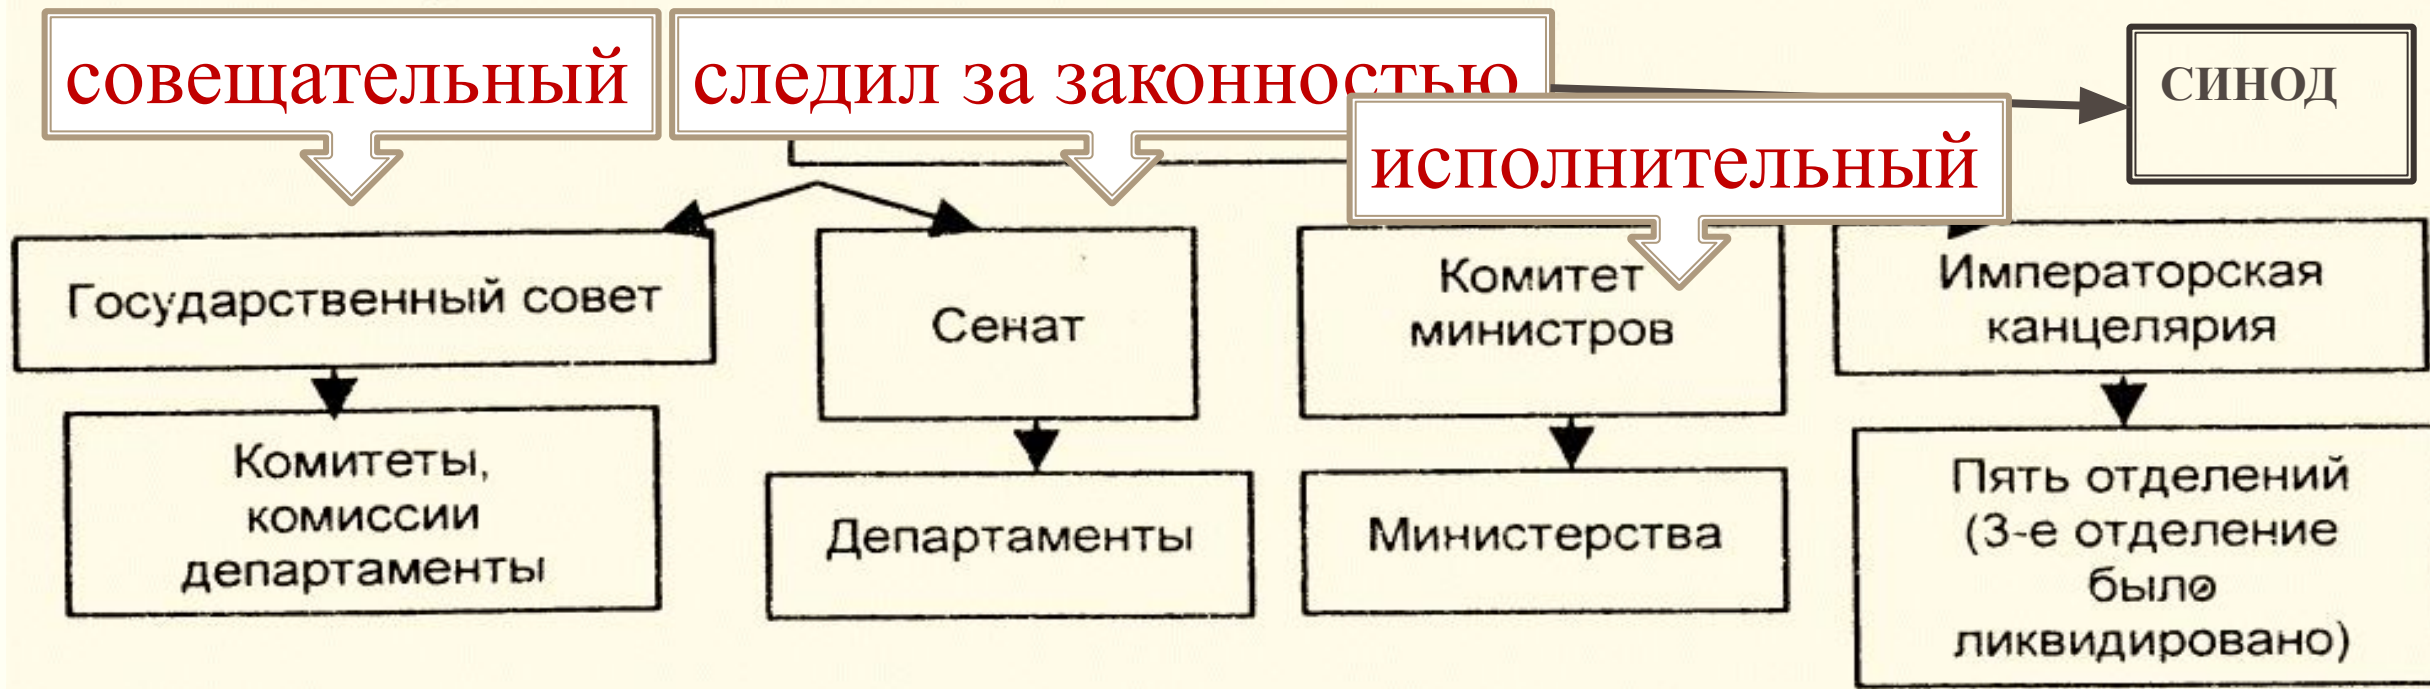 совещательный
следил за законностью
исполнительный
СИНОД
Государственный совет
Сенат
Комитет
министров
Императорская
канцелярия
Комитеты,
комиссии
департаменты
Департаменты
Министерства
Пять отделений
(3-е отделение
было
ликвидировано)